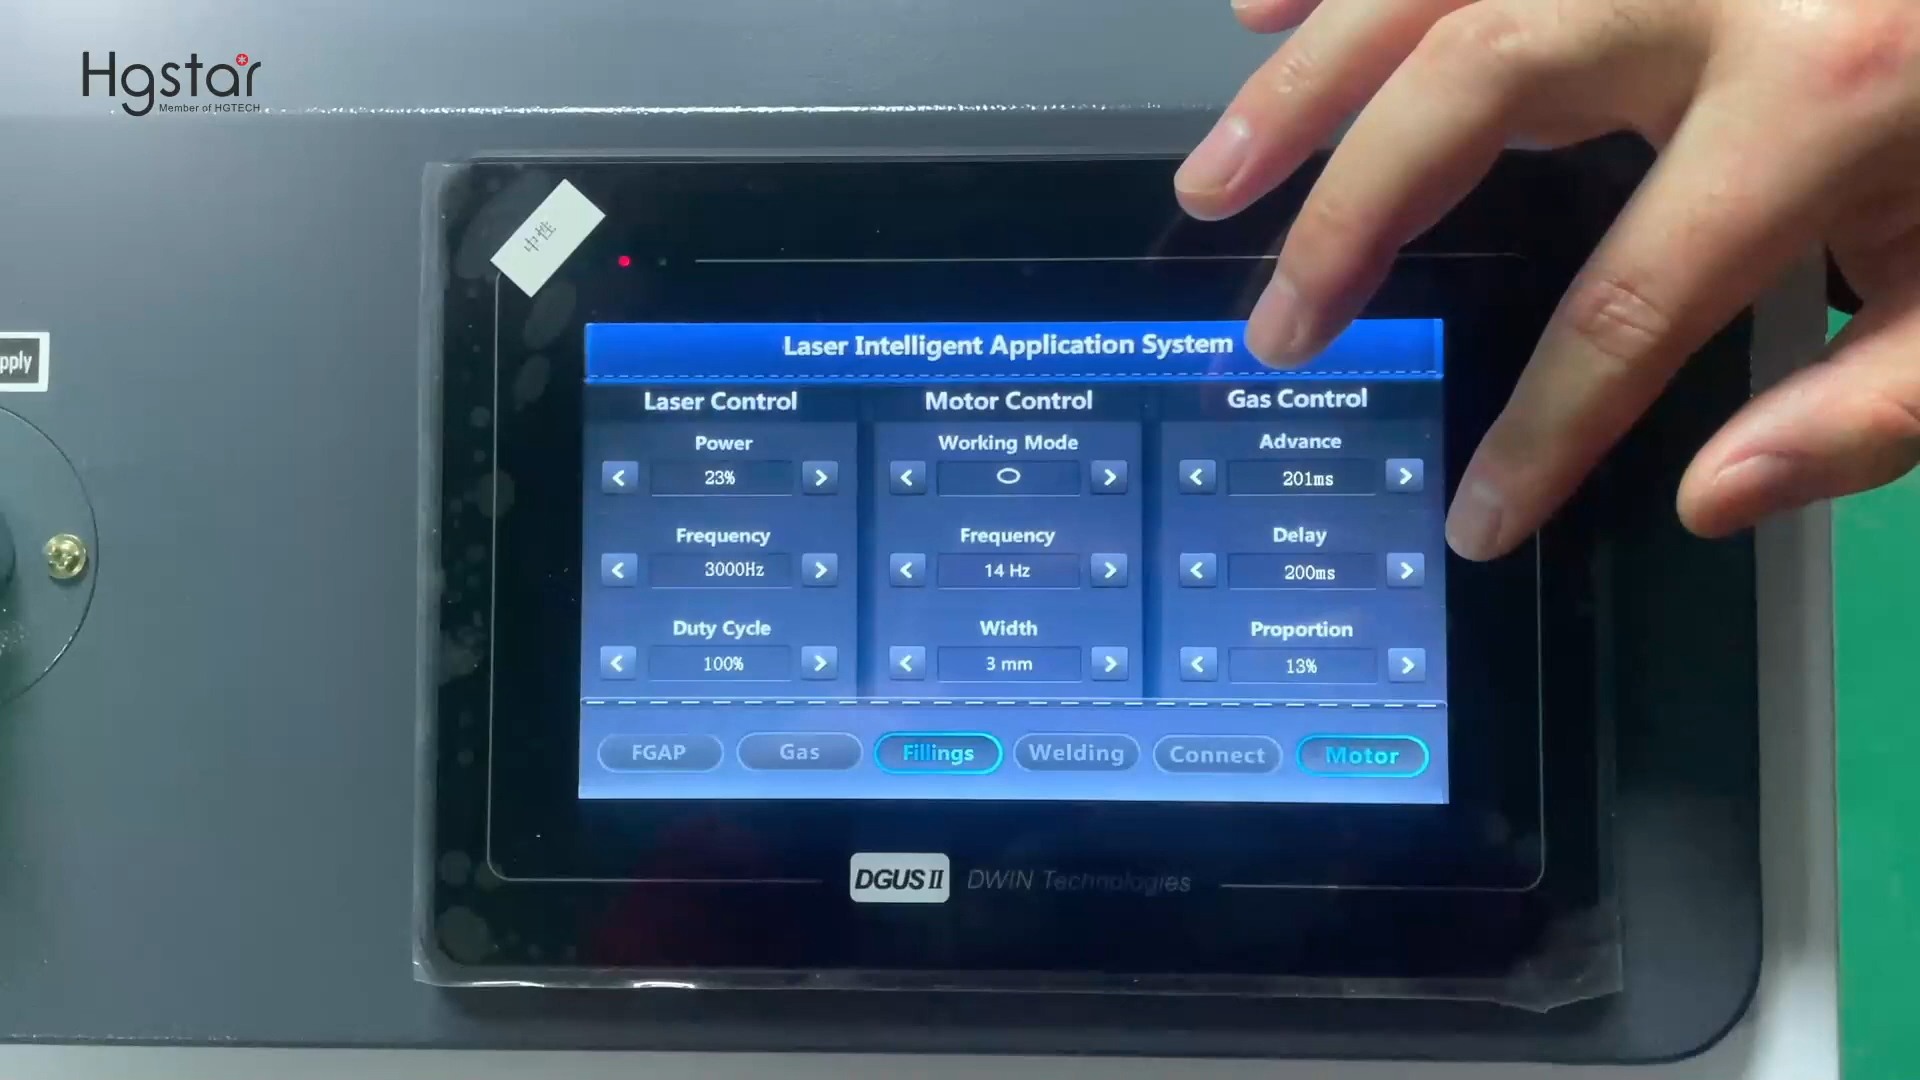 Hgstar
Member of HGTECH
中性
pply
Laser Intelligent Application System
Laser Control
Motor Control
Gas Control
Power
Working Mode
Advance
23%
201ms
Frequency
Frequency
Delay
3000Hz
14 Hz
200ms
Duty Cycle
Width
Proportion
100%
3 mm
13%
FGAP
Gas
Fillings
Welding
Connect
Motor
DGUS II
DWIN Technologies